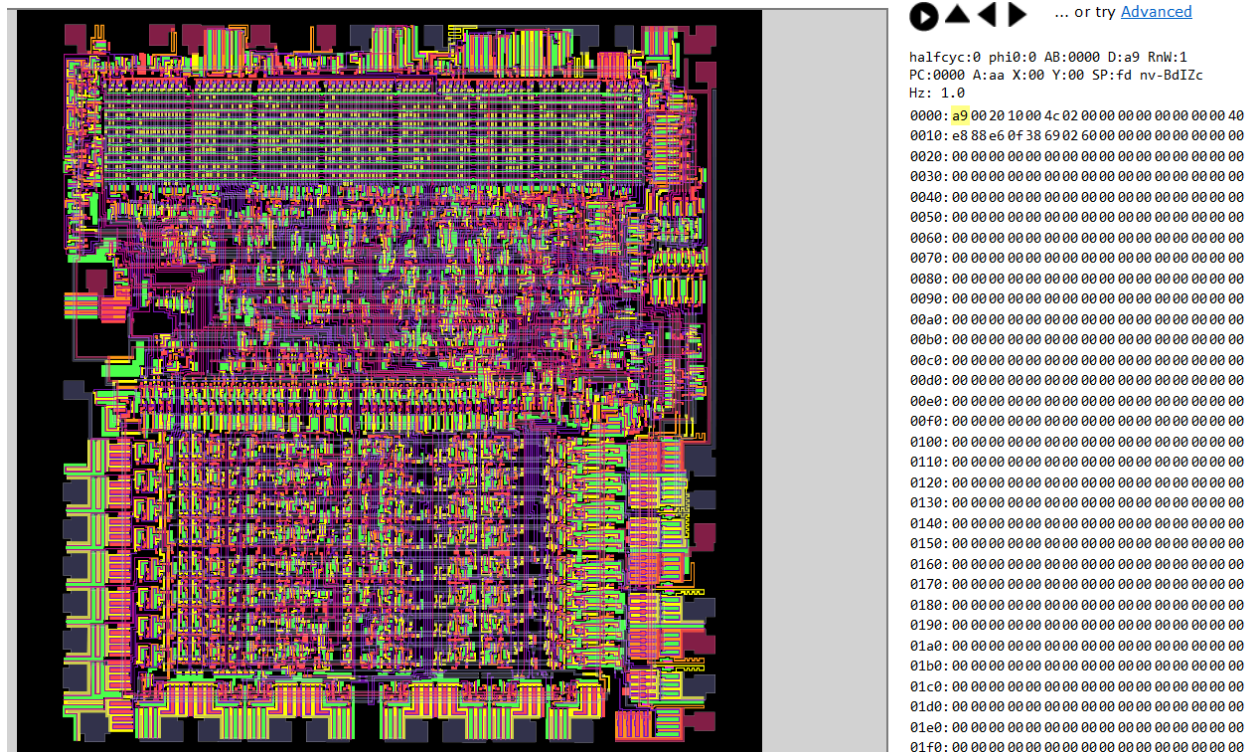 ... or try Advanced
halfcyc:0 phi0:0 AB:0000 D:a9 RnW:1
PC:0000 A:aa X:00 Y:00 SP:fd nv-BdIZc
Hz: 1.0
0000: a9 00 20 10 00 4c 02 00 00 00 00 00 00 00 00 40
0010: e8 88 e6 0f 38 69 02 60 00 00 00 00 00 00 00 00
0020: 00 00 00 00 00 00 00 00 00 00 00 00 00 00 00 00
0030: 00 00 00 00 00 00 00 00 00 00 00 00 00 00 00 00
0040: 00 00 00 00 00 00 00 00 00 00 00 00 00 00 00 00
0050: 00 00 00 00 00 00 00 00 00 00 00 00 00 00 00 00
0060: 00 00 00 00 00 00 00 00 00 00 00 00 00 00 00 00
0070: 00 00 00 00 00 00 00 00 00 00 00 00 00 00 00 00
0080: 00 00 00 00 00 00 00 00 00 00 00 00 00 00 00 00
0090: 00 00 00 00 00 00 00 00 00 00 00 00 00 00 00 00
00a0: 00 00 00 00 00 00 00 00 00 00 00 00 00 00 00 00
00b0: 00 00 00 00 00 00 00 00 00 00 00 00 00 00 00 00
00c0: 00 00 00 00 00 00 00 00 00 00 00 00 00 00 00 00
00d0: 00 00 00 00 00 00 00 00 00 00 00 00 00 00 00 00
00e0: 00 00 00 00 00 00 00 00 00 00 00 00 00 00 00 00
00f0: 00 00 00 00 00 00 00 00 00 00 00 00 00 00 00 00
0100: 00 00 00 00 00 00 00 00 00 00 00 00 00 00 00 00
0110: 00 00 00 00 00 00 00 00 00 00 00 00 00 00 00 00
0120: 00 00 00 00 00 00 00 00 00 00 00 00 00 00 00 00
0130: 00 00 00 00 00 00 00 00 00 00 00 00 00 00 00 00
0140: 00 00 00 00 00 00 00 00 00 00 00 00 00 00 00 00
0150: 00 00 00 00 00 00 00 00 00 00 00 00 00 00 00 00
0160: 00 00 00 00 00 00 00 00 00 00 00 00 00 00 00 00
0170: 00 00 00 00 00 00 00 00 00 00 00 00 00 00 00 00
0180: 00 00 00 00 00 00 00 00 00 00 00 00 00 00 00 00
0190: 00 00 00 00 00 00 00 00 00 00 00 00 00 00 00 00
01a0: 00 00 00 00 00 00 00 00 00 00 00 00 00 00 00 00
01b0: 00 00 00 00 00 00 00 00 00 00 00 00 00 00 00 00
01c0: 00 00 00 00 00 00 00 00 00 00 00 00 00 00 00 00
01d0: 00 00 00 00 00 00 00 00 00 00 00 00 00 00 00 00
01e0: 00 00 00 00 00 00 00 00 00 00 00 00 00 00 00 00
01f0: 00 00 00 00 00 00 00 00 00 00 00 00 00 00 00 00